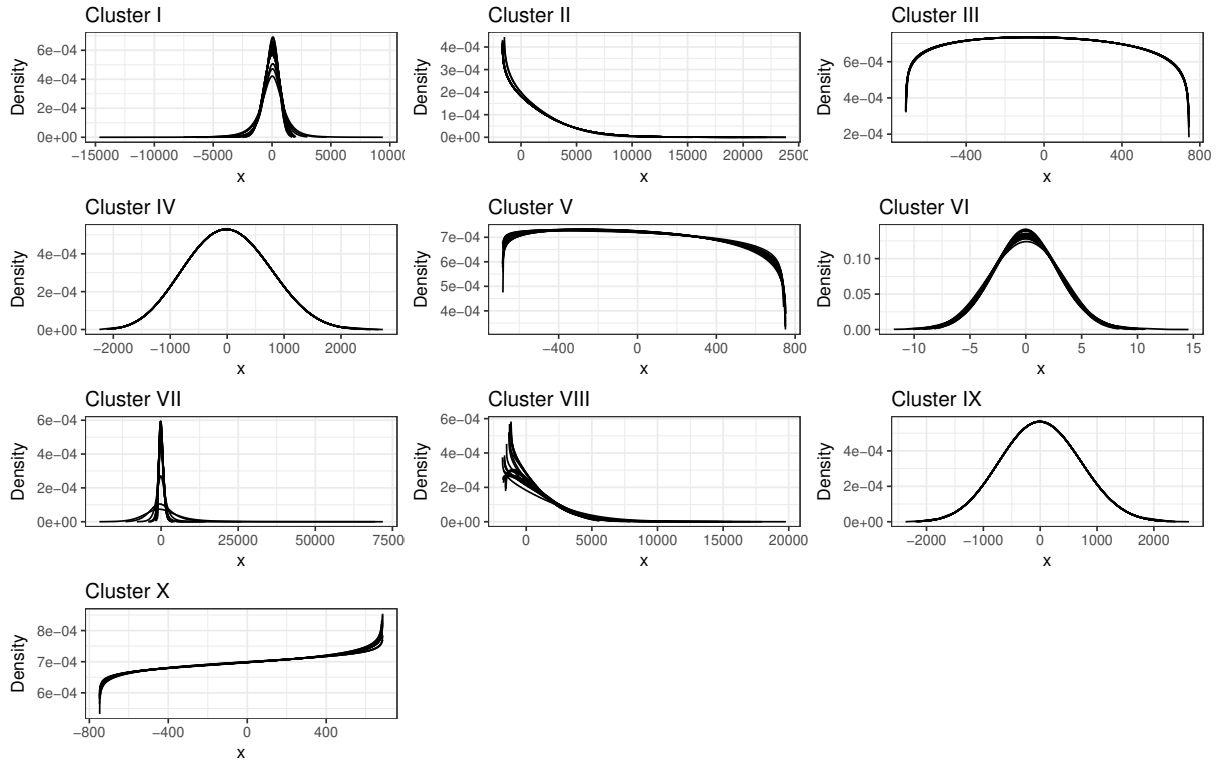 Cluster I
Density
6e−04
4e−04
2e−04
0e+00
−15000 −10000 −5000 0 5000 10000
x
Cluster II
Density
4e−04
3e−04
2e−04
1e−04
0e+00
0 5000 10000 15000 20000 25000
x
Cluster III
Density
6e−04
4e−04
2e−04
−400 0 400 800
x
Cluster IV
Density
4e−04
2e−04
0e+00
−2000 −1000 0 1000 2000
x
Cluster V
Density
7e−04
6e−04
5e−04
4e−04
−400 0 400 800
x
Cluster VI
Density
0.10
0.05
0.00
−10 −5 0 5 10 15
x
Cluster VII
Density
6e−04
4e−04
2e−04
0e+00
0 25000 50000 75000
x
Cluster VIII
Density
6e−04
4e−04
2e−04
0e+00
0 5000 10000 15000 20000
x
Cluster IX
Density
4e−04
2e−04
0e+00
−2000 −1000 0 1000 2000
x
Cluster X
Density
8e−04
7e−04
6e−04
−800 −400 0 400
x